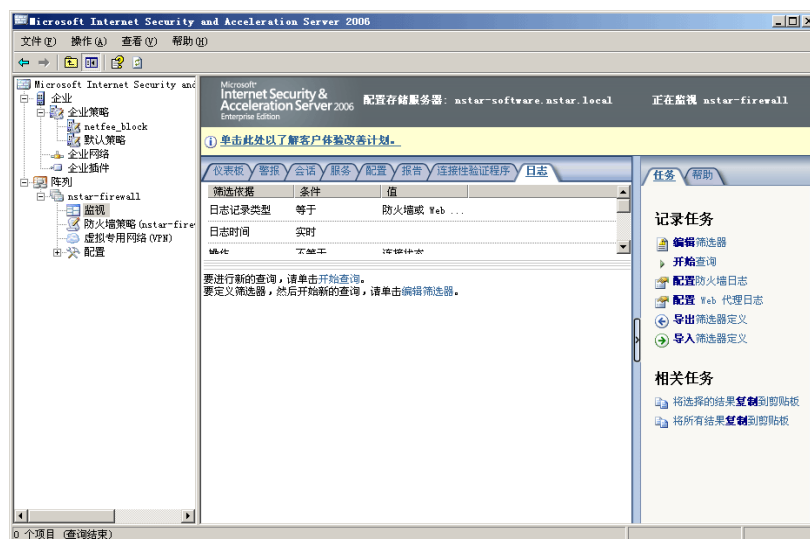 Microsoft Internet Security and Acceleration Server 2006
文件(F) 操作(A) 查看(V) 帮助(H)
Microsoft Internet Security and
企业
企业策略
netfee_block
默认策略
企业网络
企业插件
阵列
nstar-firewall
监视
防火墙策略(nstar-fire
虚拟专用网络(VPN)
配置
Microsoft
Internet Security &
Acceleration Server 2006
Enterprise Edition
配置存储服务器: nstar-software.nstar.local
正在监视 nstar-firewall
单击此处以了解客户体验改善计划。
仪表板 警报 会话 服务 配置 报告 连接性验证程序 日志
筛选依据 条件 值
日志记录类型 等于 防火墙或 Web ...
日志时间 实时
操作 不等于 连接状态
要进行新的查询，请单击开始查询。
要定义筛选器，然后开始新的查询，请单击编辑筛选器。
任务 帮助
记录任务
编辑筛选器
开始查询
配置防火墙日志
配置 Web 代理日志
导出筛选器定义
导入筛选器定义
相关任务
将选择的结果复制到剪贴板
将所有结果复制到剪贴板
0 个项目 (查询结束)